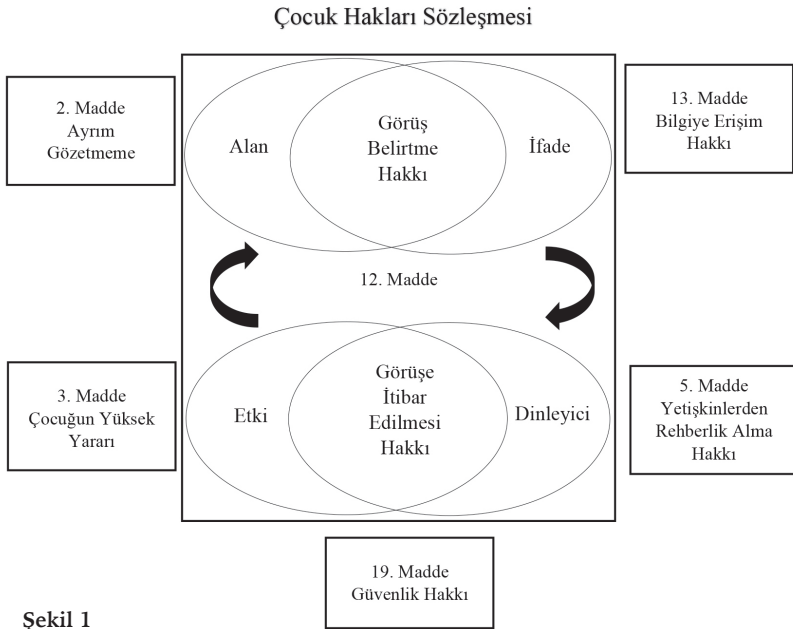 Çocuk Hakları Sözleşmesi
2. Madde
Ayrım
Gözetmeme
Alan
Görüş
Belirtme
Hakkı
İfade
13. Madde
Bilgiye Erişim
Hakkı
12. Madde
3. Madde
Çocuğun Yüksek
Yararı
Etki
Görüşe
İtibar
Edilmesi
Hakkı
Dinleyici
5. Madde
Yetişkinlerden
Rehberlik Alma
Hakkı
19. Madde
Güvenlik Hakkı
Şekil 1